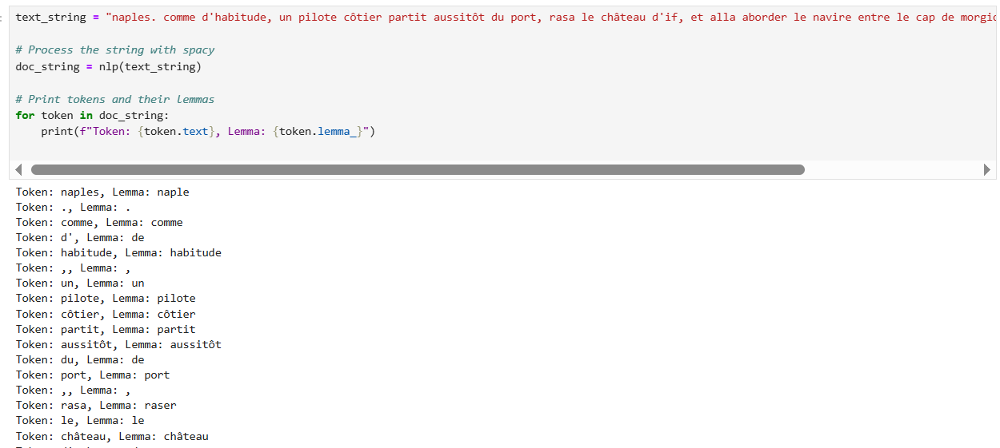 text_string = "naples. comme d'habitude, un pilote côtier partit aussitôt du port, rasa le château d'if, et alla aborder le navire entre le cap de
# Process the string with spacy
doc_string = nlp(text_string)
# Print tokens and their lemmas
for token in doc_string:
    print(f"Token: {token.text}, Lemma: {token.lemma_}")
Token: naples, Lemma: naple
Token: ., Lemma: .
Token: comme, Lemma: comme
Token: d', Lemma: de
Token: habitude, Lemma: habitude
Token: ,, Lemma: ,
Token: un, Lemma: un
Token: pilote, Lemma: pilote
Token: côtier, Lemma: côtier
Token: partit, Lemma: partit
Token: aussitôt, Lemma: aussitôt
Token: du, Lemma: de
Token: port, Lemma: port
Token: ,, Lemma: ,
Token: rasa, Lemma: raser
Token: le, Lemma: le
Token: château, Lemma: château